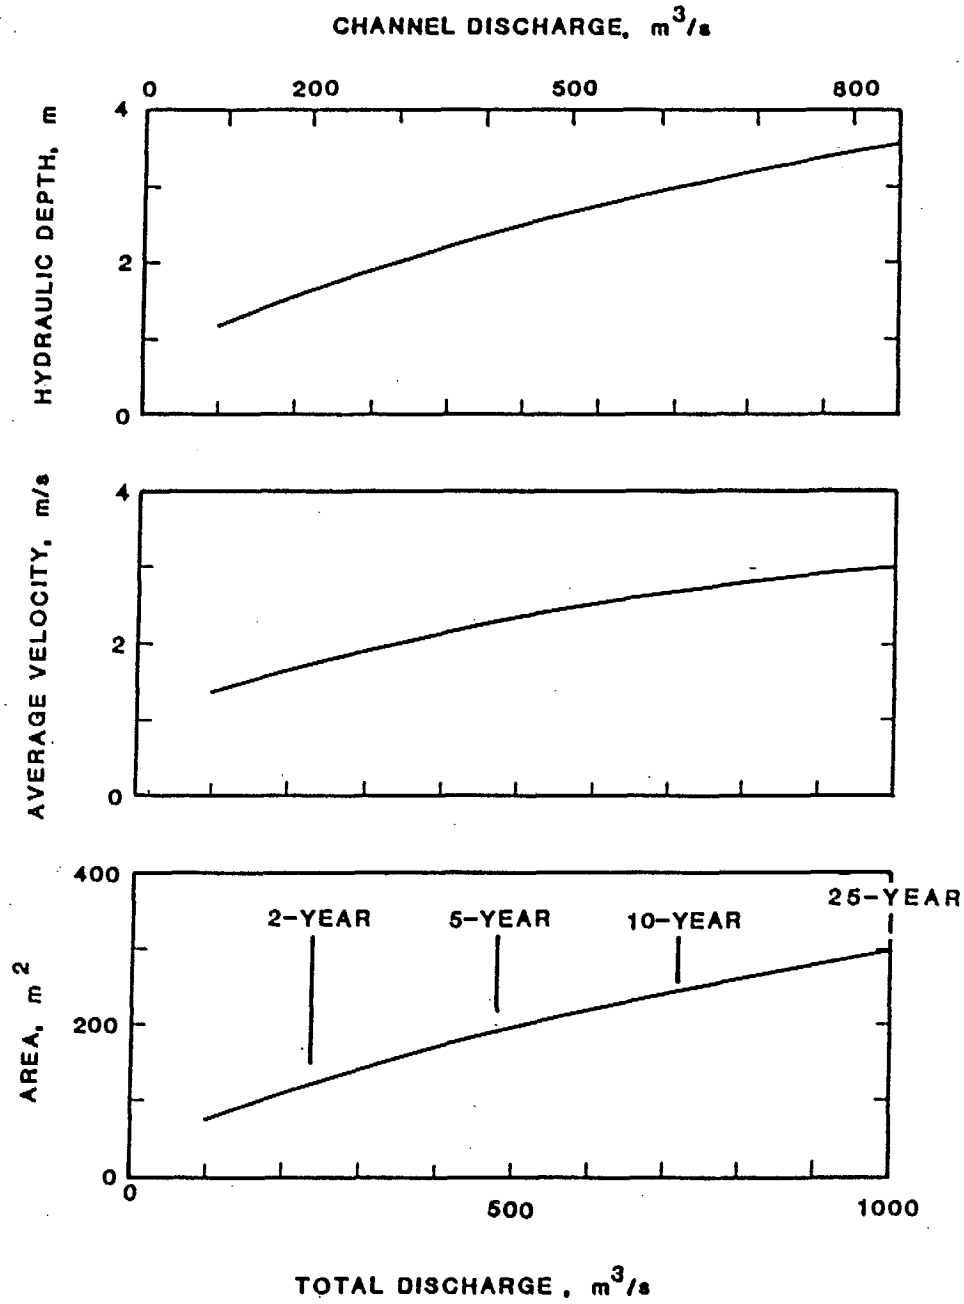 CHANNEL DISCHARGE, m³/s
0 200 500 800
4
2
0
HYDRAULIC DEPTH, m
4
2
0
AVERAGE VELOCITY, m/s
400
200
0
AREA, m²
2-YEAR 5-YEAR 10-YEAR 25-YEAR
0 500 1000
TOTAL DISCHARGE, m³/s